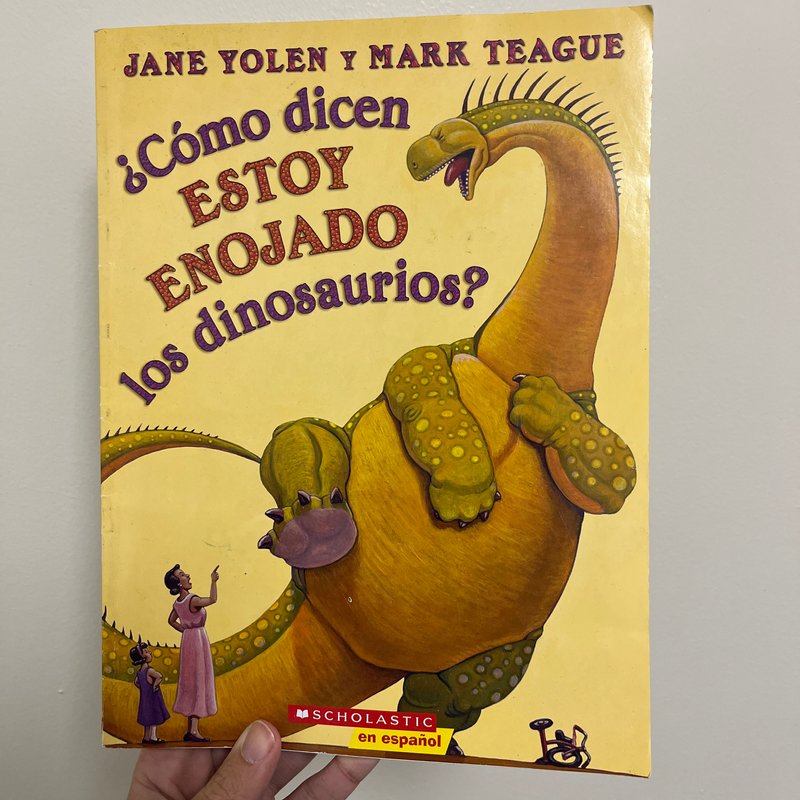 JANE YOLEN Y MARK TEAGUE
¿Cómo dicen
ESTOY
ENOJADO
los dinosaurios?
SCHOLASTIC
en español